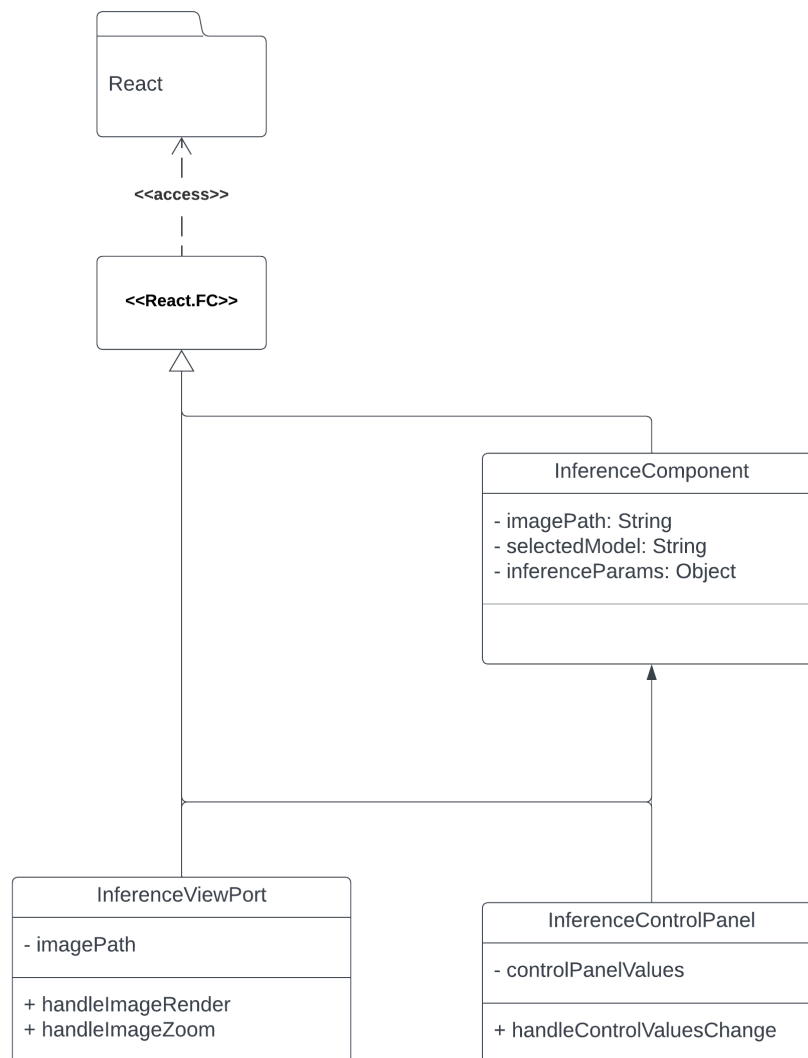 React
<<access>>
<<React.FC>>
InferenceComponent
- imagePath: String
- selectedModel: String
- inferenceParams: Object
InferenceViewPort
- imagePath
+ handleImageRender
+ handleImageZoom
InferenceControlPanel
- controlPanelValues
+ handleControlValuesChange